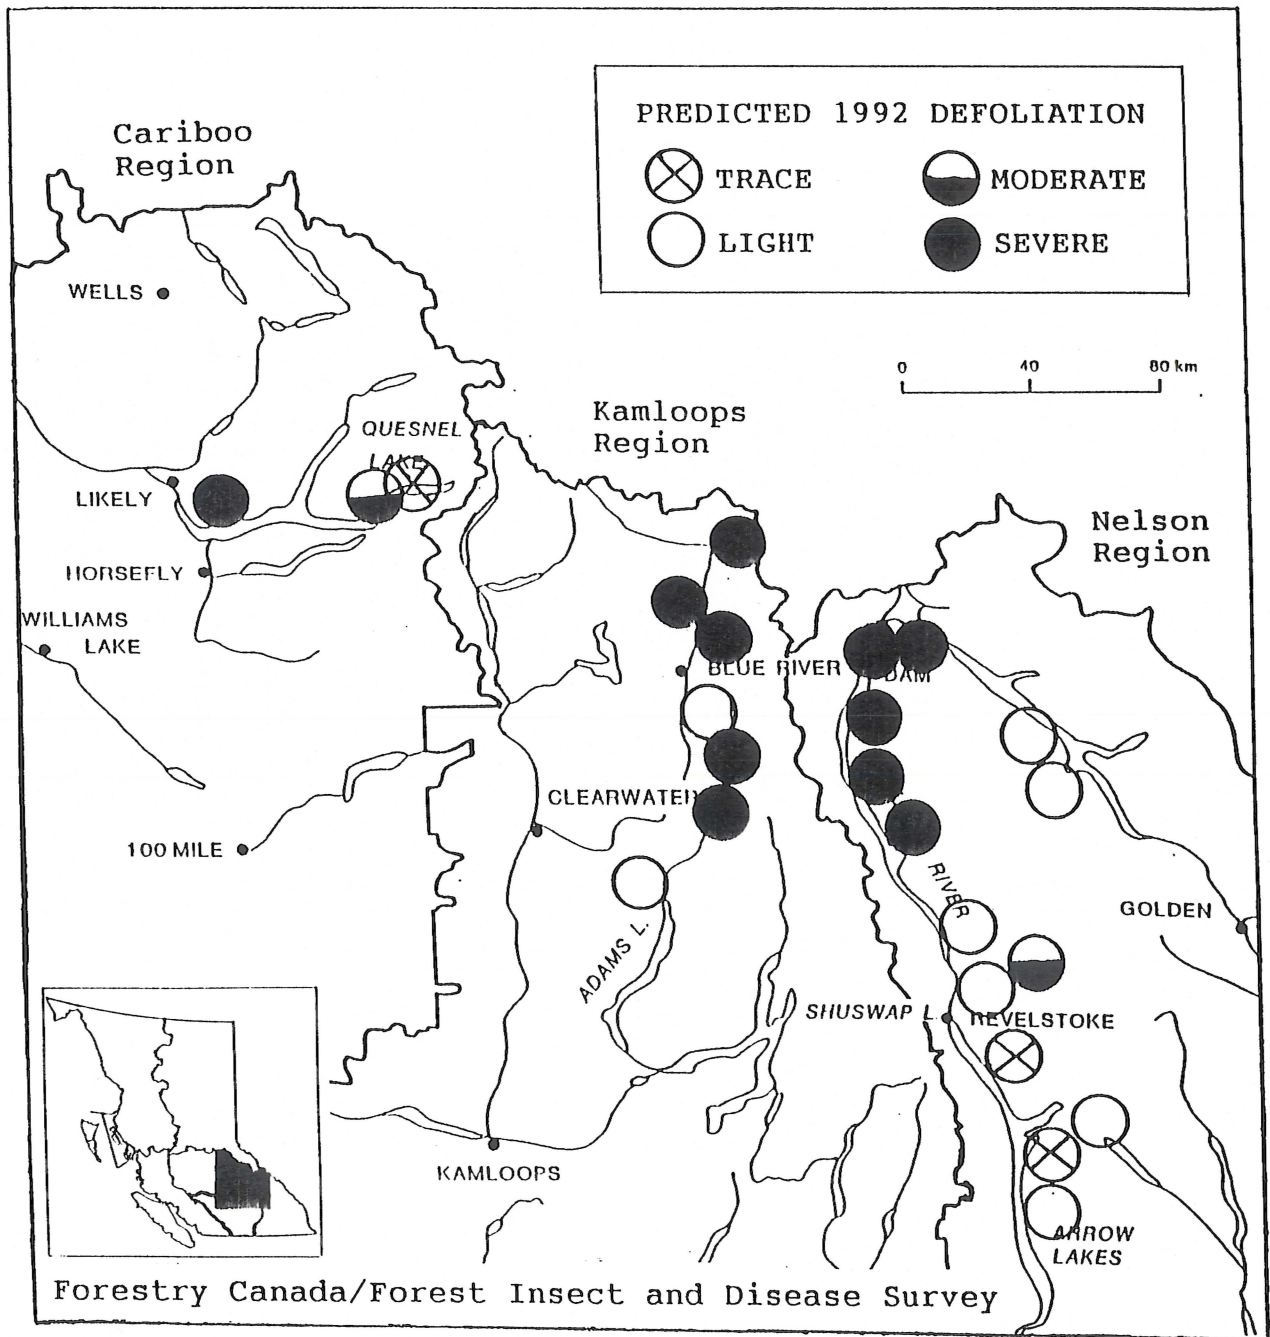 PREDICTED 1992 DEFOLIATION
TRACE
MODERATE
LIGHT
SEVERE
Cariboo
Region
WELLS
0 40 80 km
Kamloops
Region
QUESNEL
LAKE
LIKELY
Nelson
Region
HORSEFLY
WILLIAMS
LAKE
BLUE RIVER
DAM
CLEARWATER
100 MILE
RIVER
GOLDEN
ADAMS L.
SHUSWAP L.
REVELSTOKE
KAMLOOPS
ARROW
LAKES
Forestry Canada/Forest Insect and Disease Survey